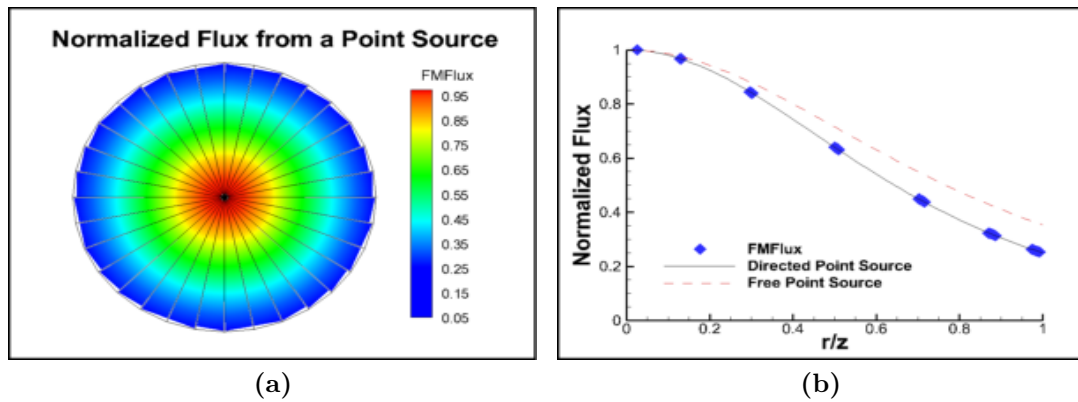 Normalized Flux from a Point Source
FMFlux
0.95
0.85
0.75
0.65
0.55
0.45
0.35
0.25
0.15
0.05
(a)
Normalized Flux
1
0.8
0.6
0.4
0.2
0
0
0.2
0.4
0.6
0.8
1
r/z
FMFlux
Directed Point Source
Free Point Source
(b)